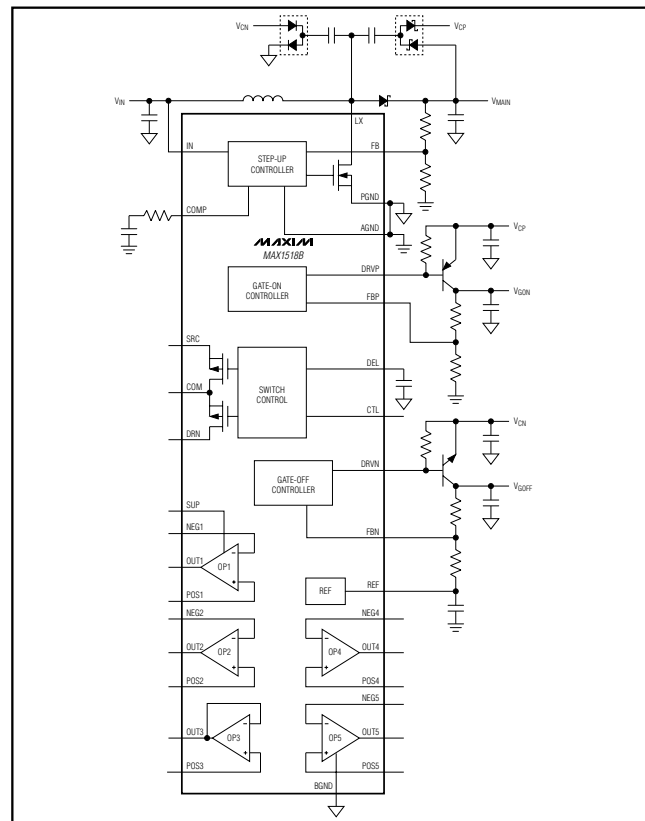 VCN
VCP
VIN
VMAIN
LX
IN
STEP-UP
CONTROLLER
FB
PGND
COMP
AGND
MAXIM
MAX1518B
VCP
GATE-ON
CONTROLLER
DRVP
FBP
VGON
SRC
COM
DRN
SWITCH
CONTROL
DEL
CTL
VCN
GATE-OFF
CONTROLLER
DRVN
FBN
VGOFF
SUP
NEG1
OUT1
OP1
POS1
REF
REF
NEG2
OUT2
OP2
POS2
NEG4
OP4
OUT4
POS4
OUT3
OP3
POS3
NEG5
OP5
OUT5
POS5
BGND